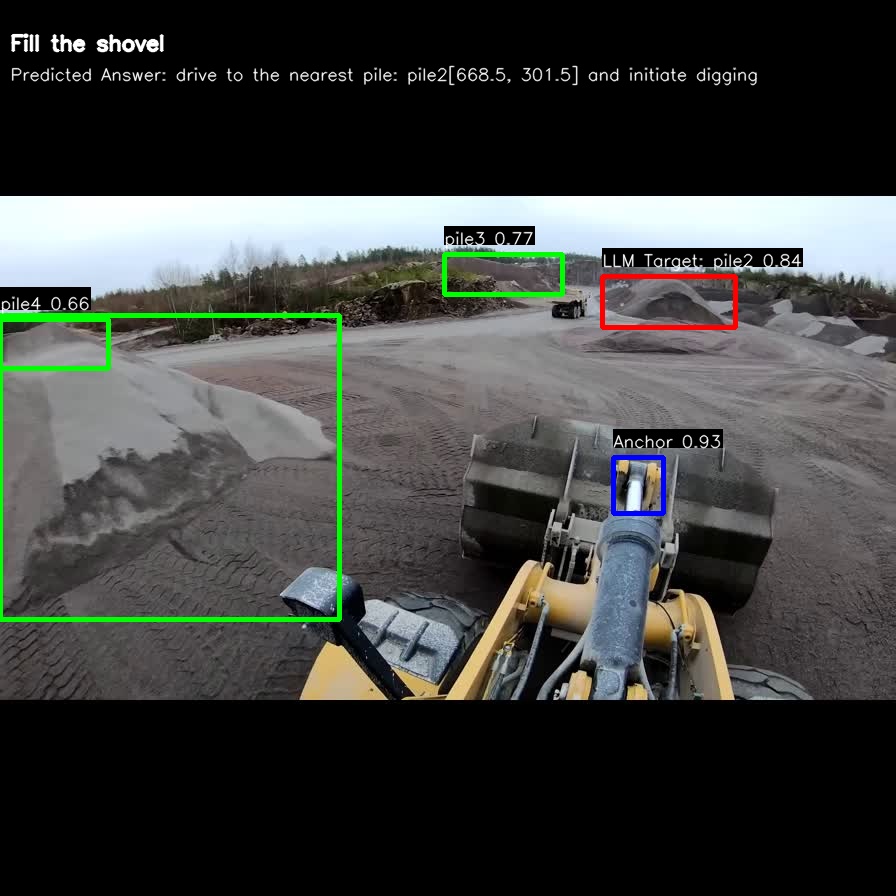 Fill the shovel
Predicted Answer: drive to the nearest pile: pile2[668.5, 301.5] and initiate digging
pile3 0.77
LLM Target: pile2 0.84
pile4 0.66
Anchor 0.93